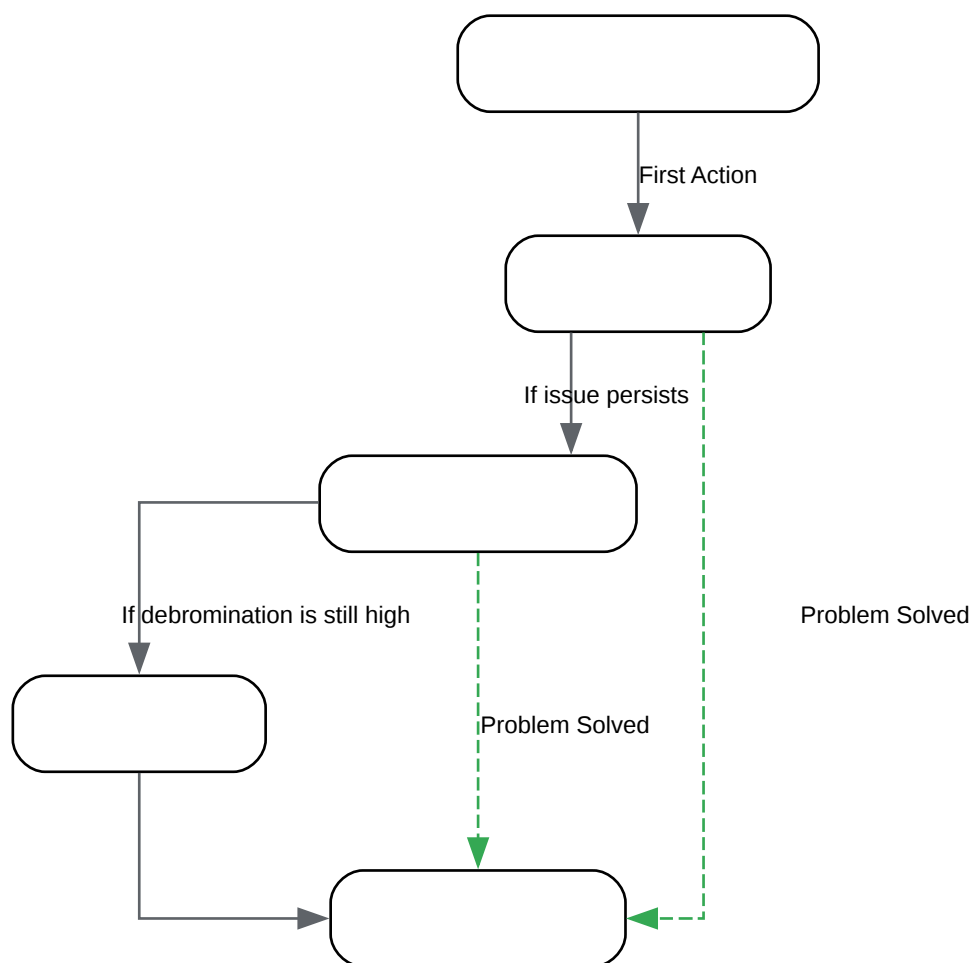 First Action
If issue persists
If debromination is still high
Problem Solved
Problem Solved